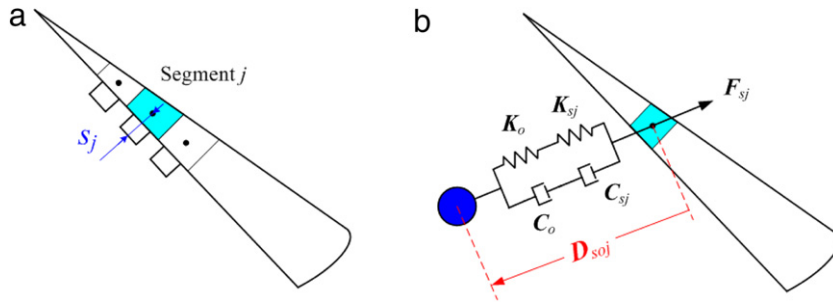 a
Segment j
S_j
b
F_sj
K_sj
K_o
C_sj
C_o
D_soj